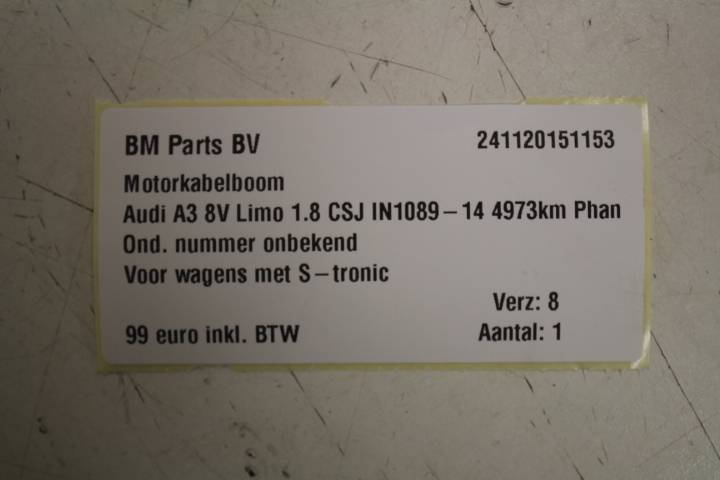 BM Parts BV 241120151153
Motorkabelboom
Audi A3 8V Limo 1.8 CSJ IN1089-14 4973km Phan
Ond. nummer onbekend
Voor wagens met S-tronic
Verz: 8
99 euro inkl. BTW Aantal: 1